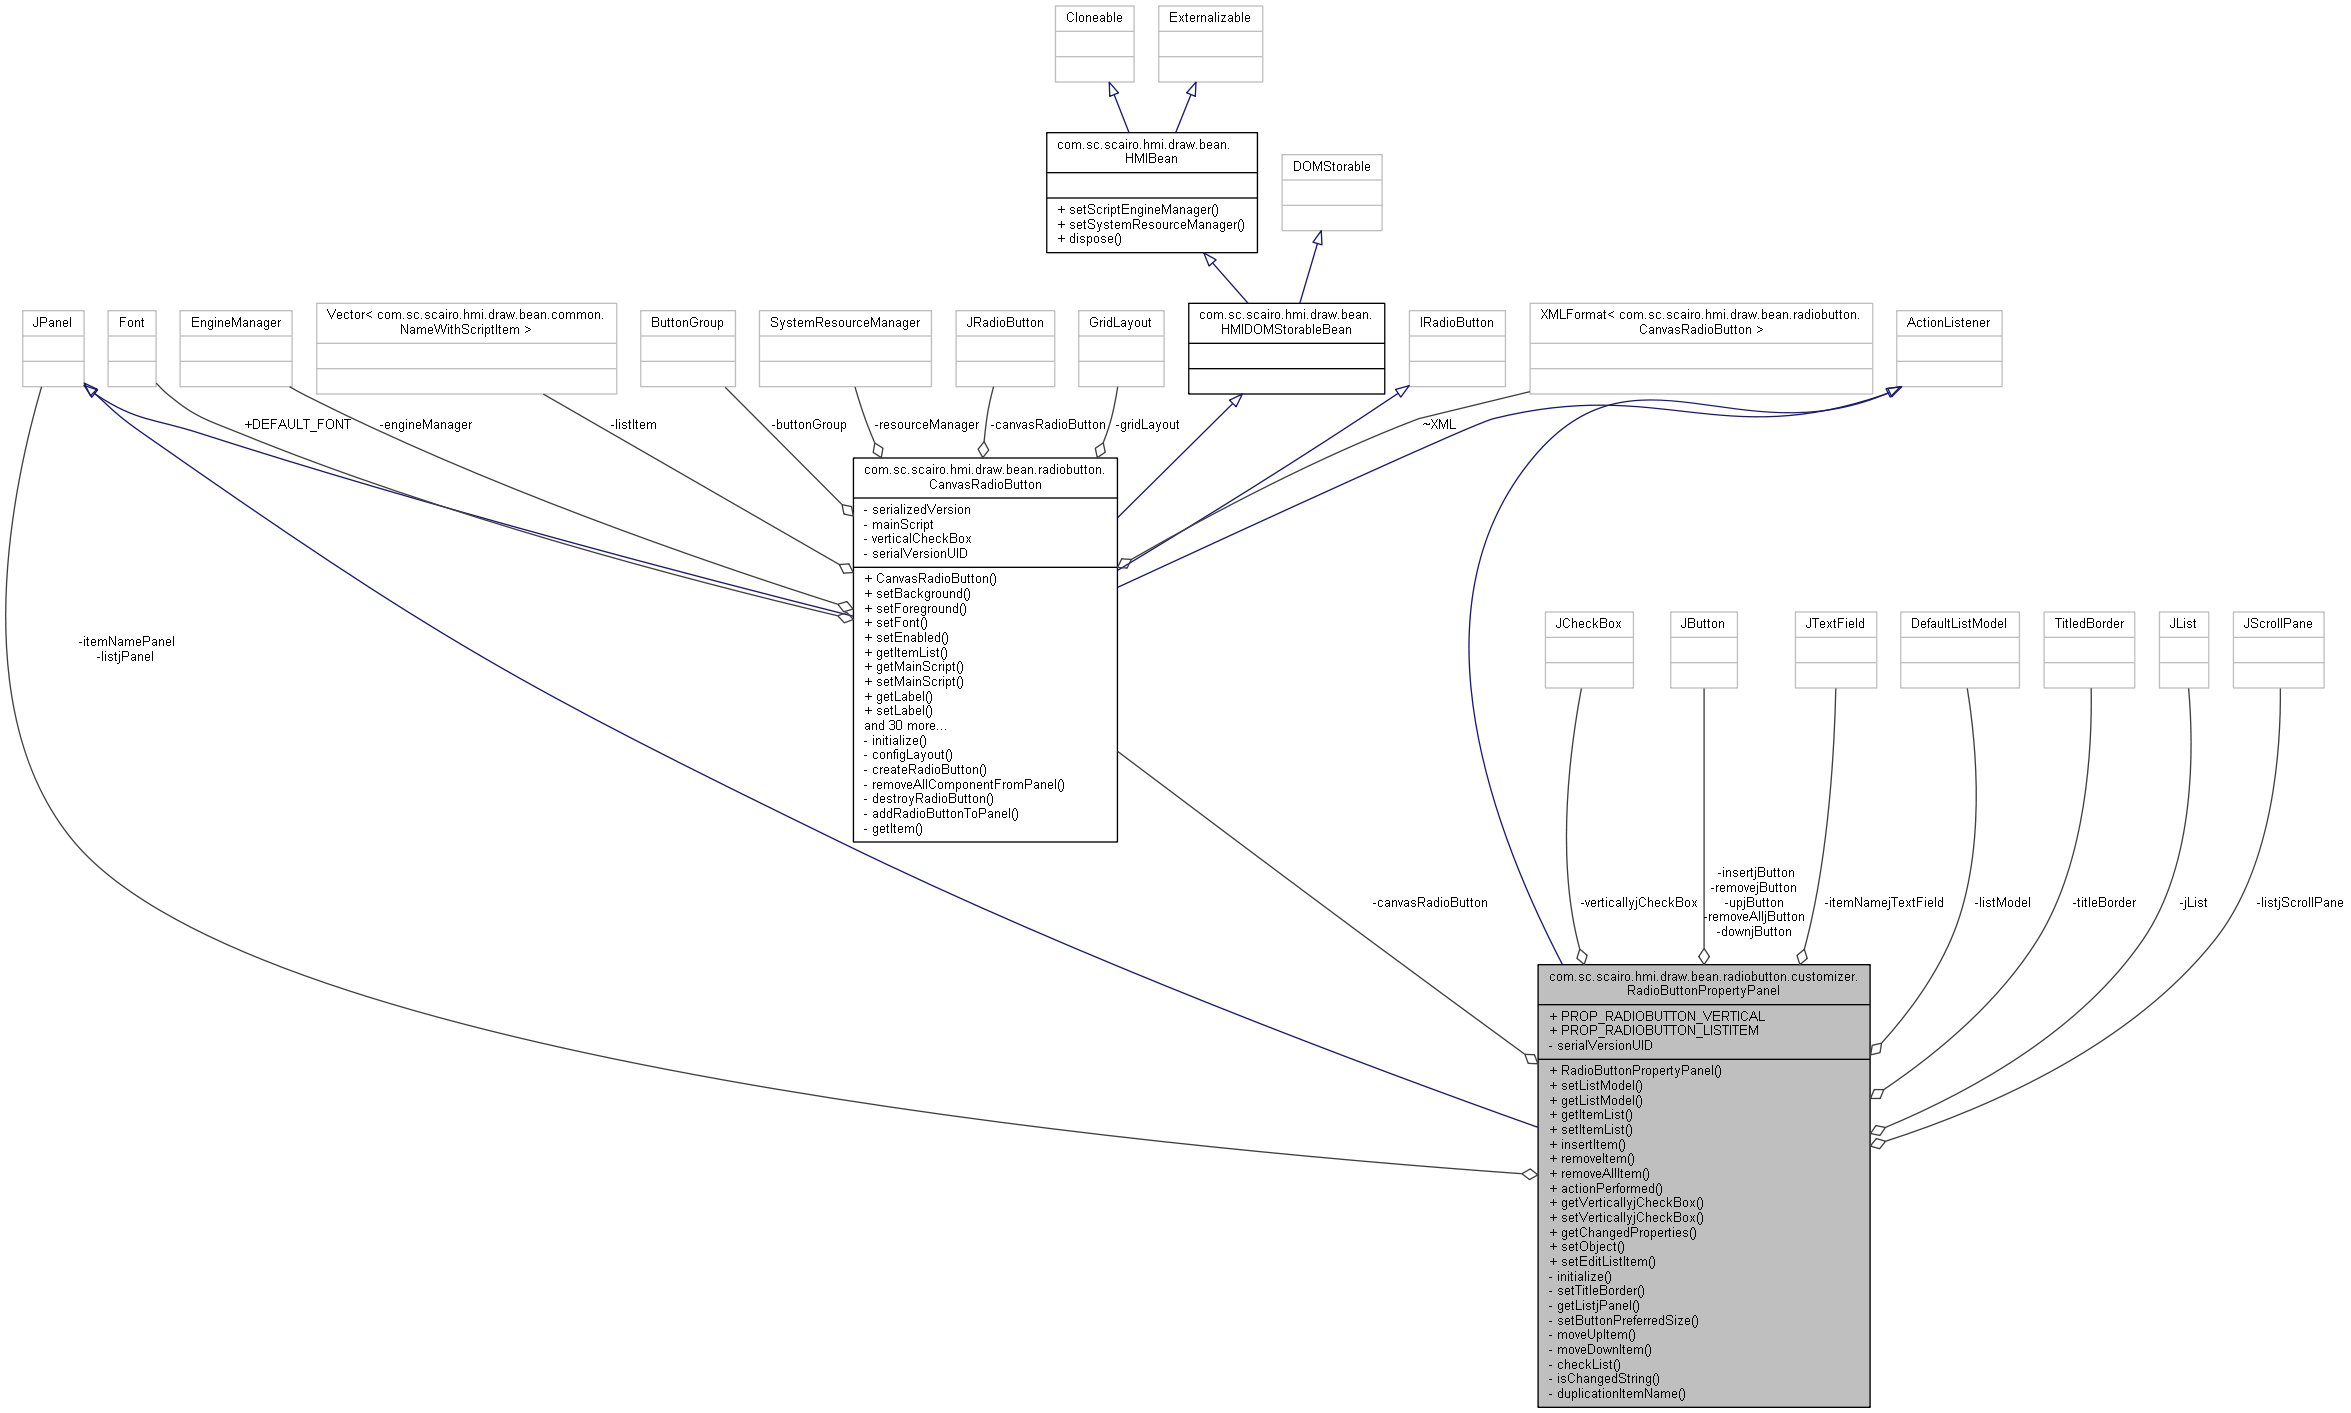 Cloneable
Externalizable
com.sc.scairo.hmi.draw.bean.
HMIBean
+ setScriptEngineManager()
+ setSystemResourceManager()
+ dispose()
DOMStorable
JPanel
Font
EngineManager
Vector< com.sc.scairo.hmi.draw.bean.common.
NameWithScriptItem >
ButtonGroup
SystemResourceManager
JRadioButton
GridLayout
com.sc.scairo.hmi.draw.bean.
HMIDOMStorableBean
IRadioButton
XMLFormat< com.sc.scairo.hmi.draw.bean.radiobutton.
CanvasRadioButton >
ActionListener
+DEFAULT_FONT
-engineManager
-listItem
-buttonGroup
-resourceManager
-canvasRadioButton
-gridLayout
~XML
com.sc.scairo.hmi.draw.bean.radiobutton.
CanvasRadioButton
- serializedVersion
- mainScript
- verticalCheckBox
- serialVersionUID
+ CanvasRadioButton()
+ setBackground()
+ setForeground()
+ setFont()
+ setEnabled()
+ getItemList()
+ getMainScript()
+ setMainScript()
+ getLabel()
+ setLabel()
and 30 more...
- initialize()
- configLayout()
- createRadioButton()
- removeAllComponentFromPanel()
- destroyRadioButton()
- addRadioButtonToPanel()
- getItem()
-itemNamePanel
-listjPanel
JCheckBox
JButton
JTextField
DefaultListModel
TitledBorder
JList
JScrollPane
-canvasRadioButton
-verticallyjCheckBox
-insertjButton
-removejButton
-upjButton
-removeAlljButton
-downjButton
-itemNamejTextField
-listModel
-titleBorder
-jList
-listjScrollPane
com.sc.scairo.hmi.draw.bean.radiobutton.customizer.
RadioButtonPropertyPanel
+ PROP_RADIOBUTTON_VERTICAL
+ PROP_RADIOBUTTON_LISTITEM
- serialVersionUID
+ RadioButtonPropertyPanel()
+ setListModel()
+ getListModel()
+ getItemList()
+ setItemList()
+ insertItem()
+ removeItem()
+ removeAllItem()
+ actionPerformed()
+ getVerticallyjCheckBox()
+ setVerticallyjCheckBox()
+ getChangedProperties()
+ setObject()
+ setEditListItem()
- initialize()
- setTitleBorder()
- getListjPanel()
- setButtonPreferredSize()
- moveUpItem()
- moveDownItem()
- checkList()
- isChangedString()
- duplicationItemName()